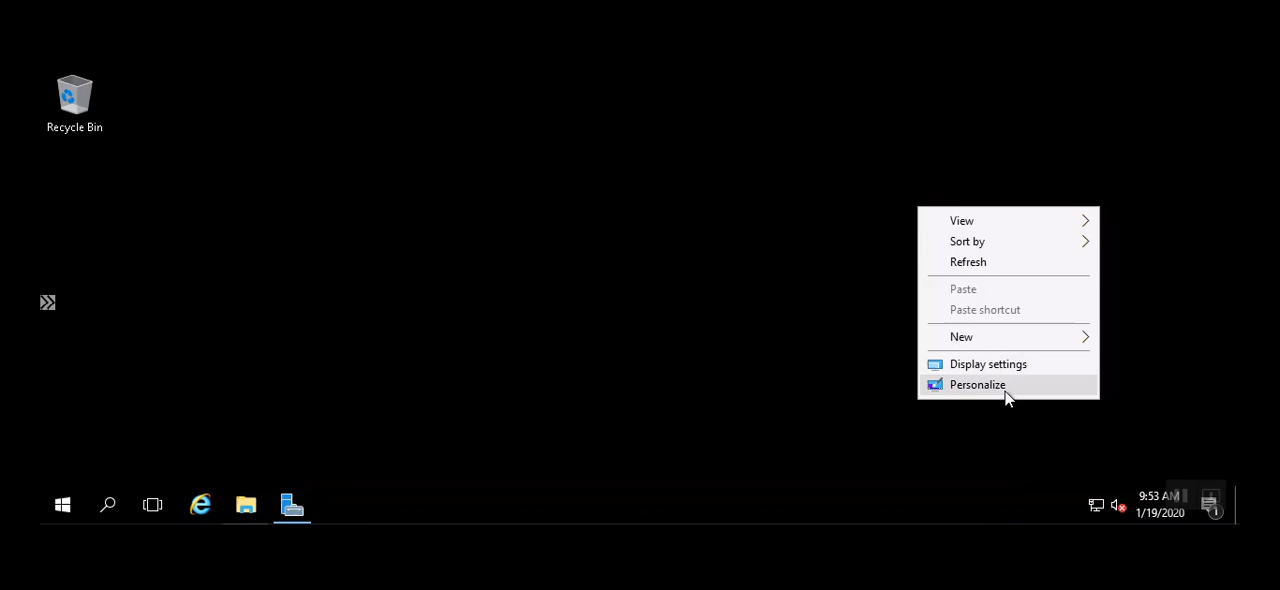 Recycle Bin
View
Sort by
Refresh
Paste
Paste shortcut
New
Display settings
Personalize
9:53 AM
1/19/2020
1